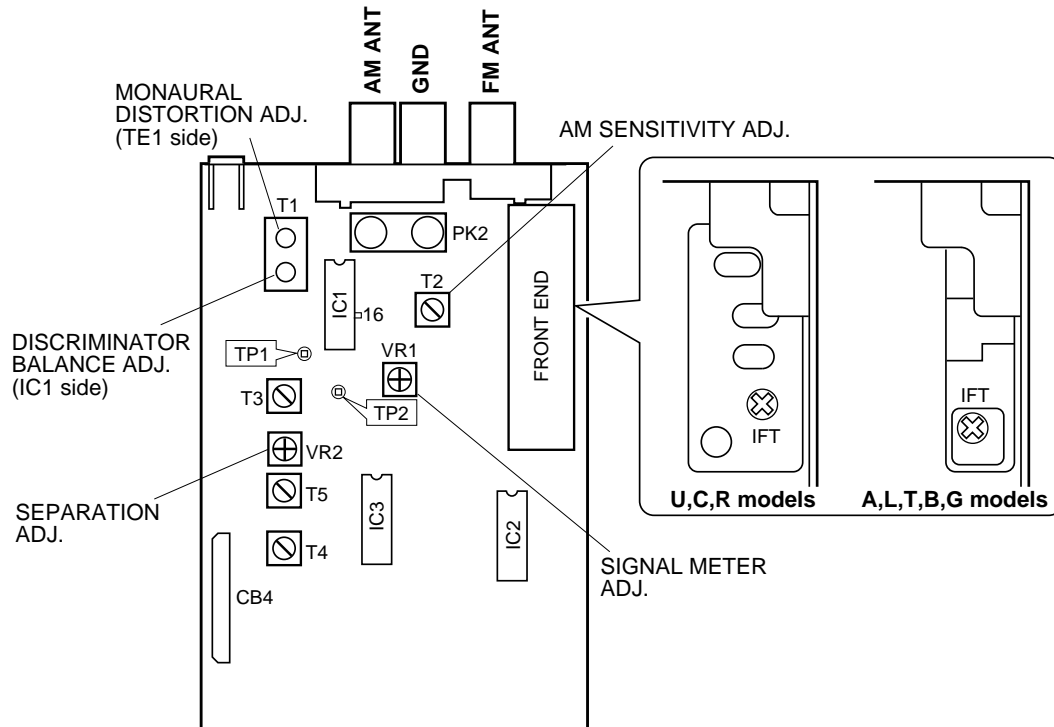 AM ANT
GND
FM ANT
MONAURAL
DISTORTION ADJ.
(TE1 side)
AM SENSITIVITY ADJ.
T1
PK2
T2
IC1
16
FRONT END
DISCRIMINATOR
BALANCE ADJ.
(IC1 side)
TP1
VR1
T3
TP2
IFT
IFT
VR2
U,C,R models
A,L,T,B,G models
T5
SEPARATION
ADJ.
IC3
IC2
T4
SIGNAL METER
ADJ.
CB4